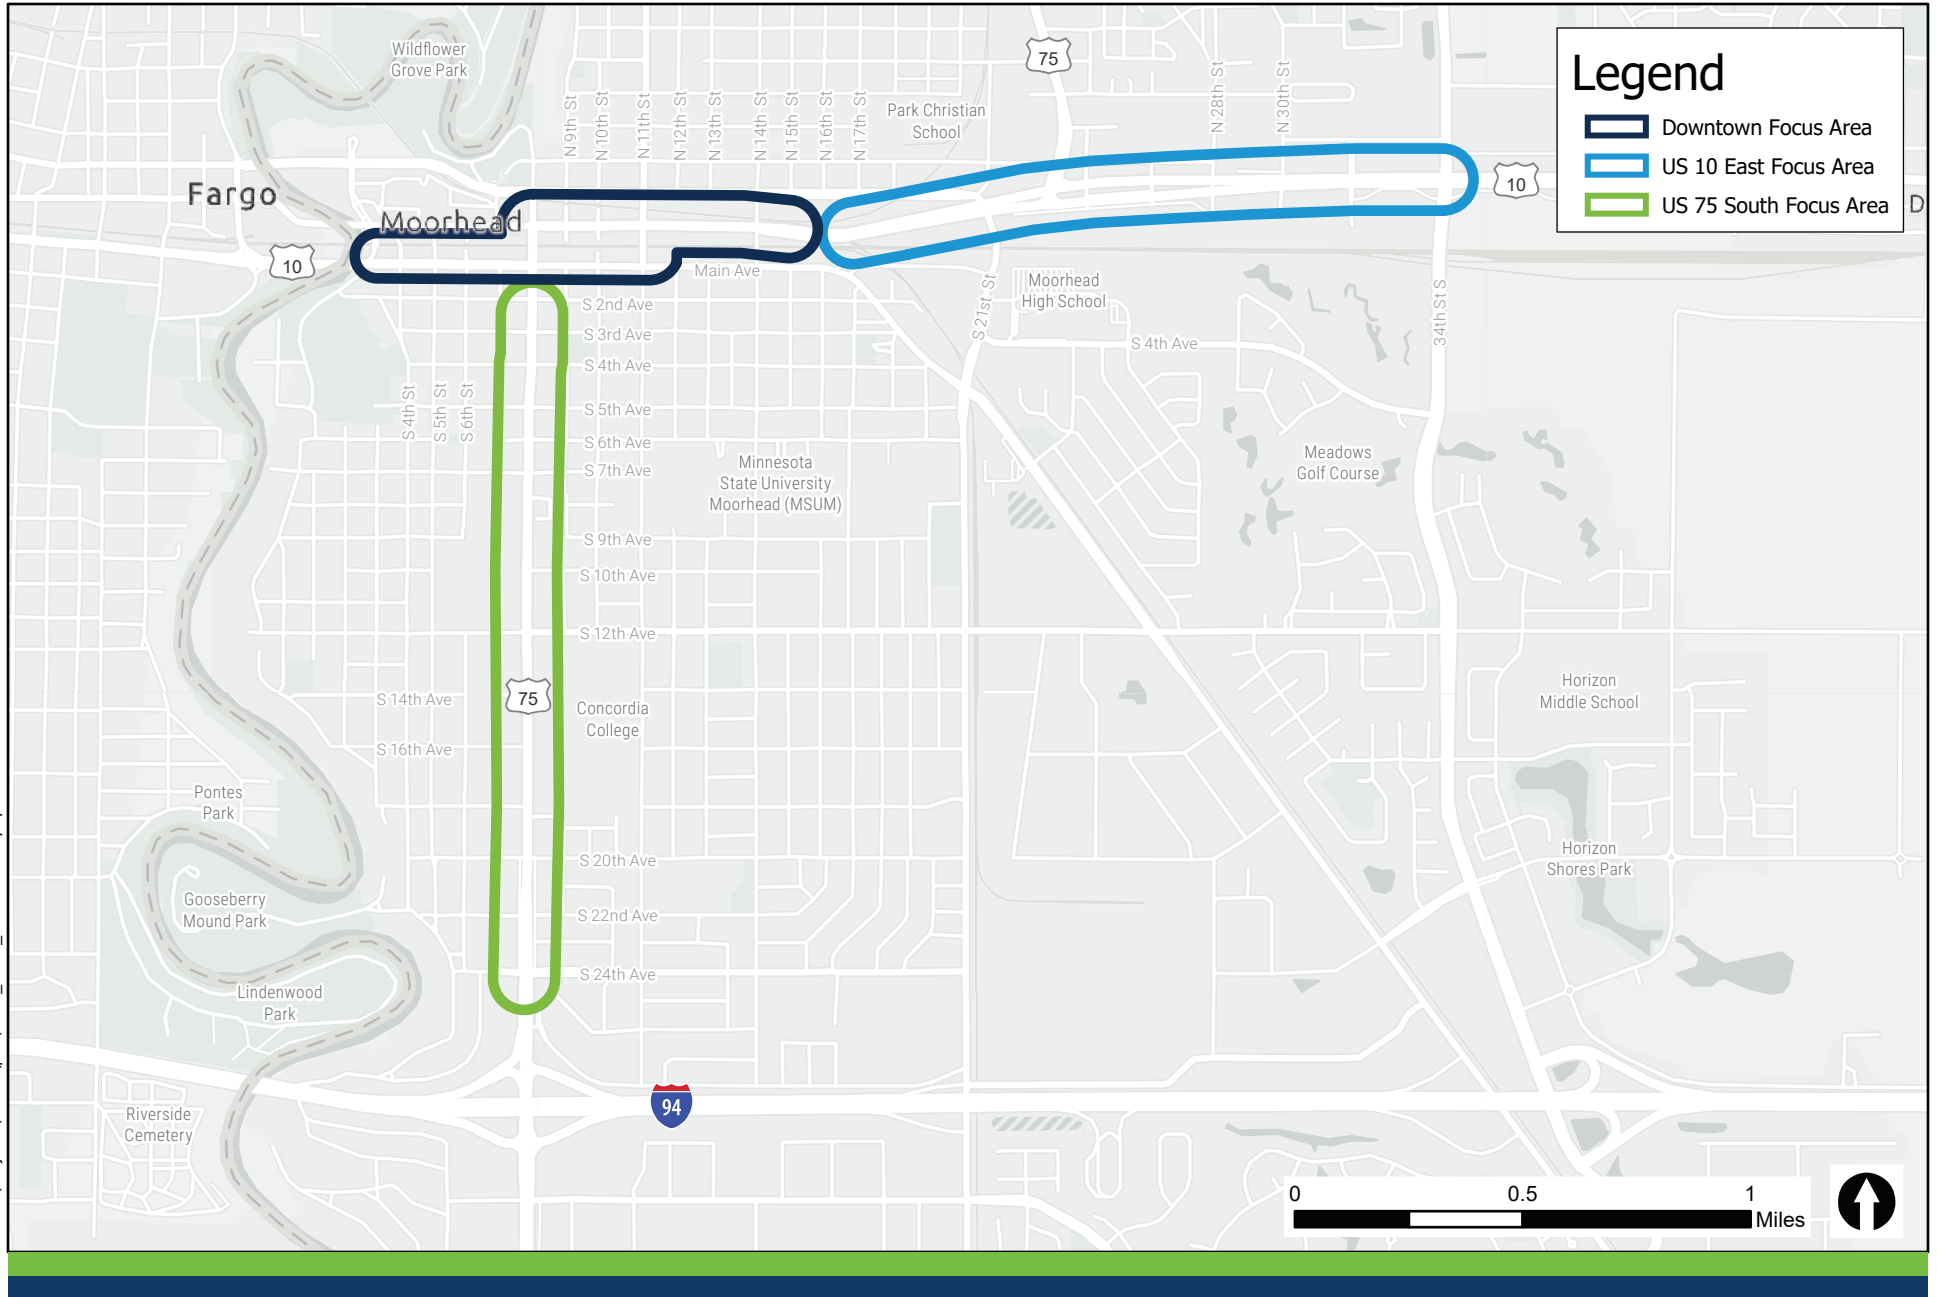 Wildflower
Grove Park
75
N 9th St
N 10th St
N 11th St
N 12th St
N 13th St
N 14th St
N 15th St
N 16th St
N 17th St
Park Christian
School
N 28th St
N 30th St
Legend
Downtown Focus Area
US 10 East Focus Area
US 75 South Focus Area
Fargo
Moorhead
10
10
D
Main Ave
S 2nd Ave
S 3rd Ave
S 4th Ave
S 5th Ave
S 6th Ave
S 7th Ave
S 9th Ave
S 10th Ave
S 12th Ave
S 21st St
Moorhead
High School
S 4th Ave
34th St S
S 4th St
S 5th St
S 6th St
Minnesota
State University
Moorhead (MSUM)
Meadows
Golf Course
S 14th Ave
75
Concordia
College
S 16th Ave
Horizon
Middle School
Pontes
Park
Horizon
Shores Park
S 20th Ave
Gooseberry
Mound Park
S 22nd Ave
S 24th Ave
Lindenwood
Park
94
Riverside
Cemetery
0
0.5
1
Miles